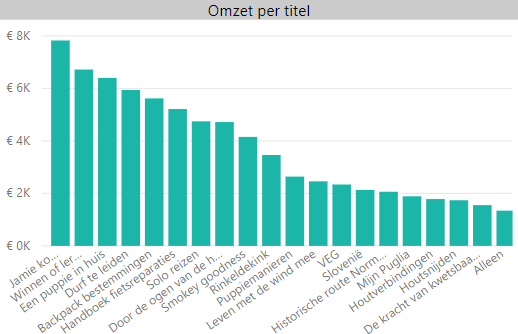 Omzet per titel
€ 8K
€ 6K
€ 4K
€ 2K
€ 0K
Jamie ko...
Winnen of ler...
Een puppie in huis
Durf te leiden
Backpack bestemmingen
Handboek fietsreparaties
Solo reizen
Door de ogen van de h...
Smokey goodness
Rinkeldekink
Puppiemanieren
Leven met de wind mee
VEG
Slovenië
Historische route Norm...
Mijn Puglia
Houtverbindingen
Houtsnijden
De kracht van kwetsbaa...
Alleen